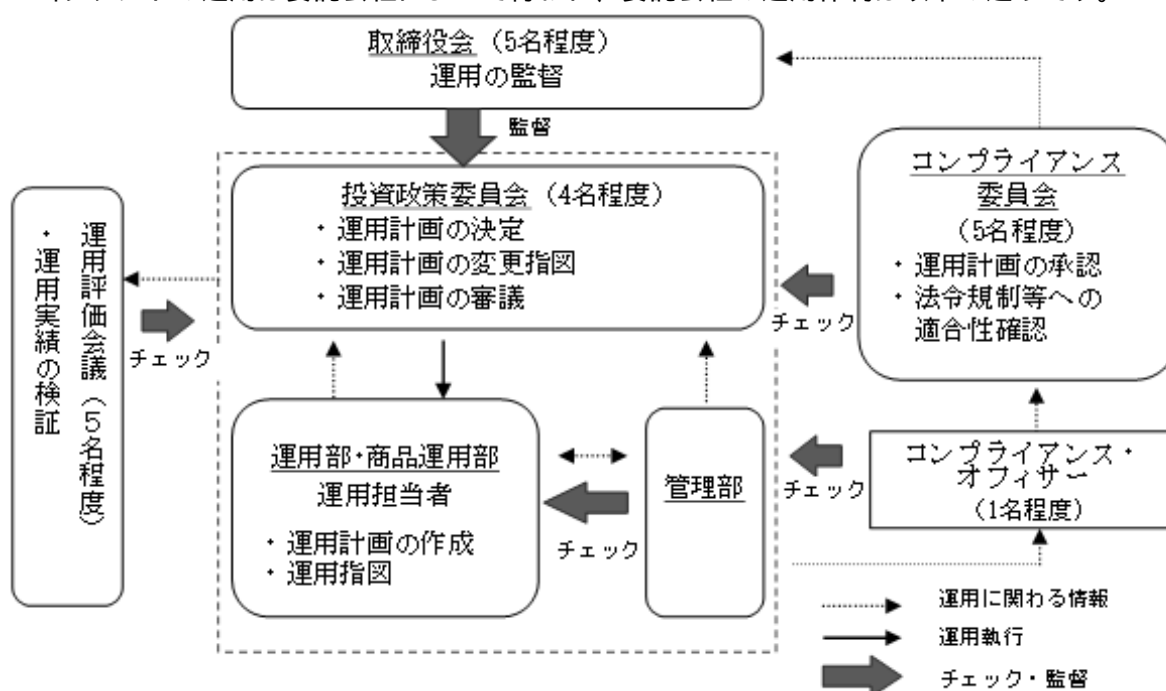 取締役会（5名程度）
運用の監督
監督
投資政策委員会（4名程度）
・運用計画の決定
・運用計画の変更指図
・運用計画の審議
コンプライアンス
委員会
（5名程度）
・運用計画の承認
・法令規制等への
適合性確認
チェック
運用評価会議（５名程度）
・運用実績の検証
チェック
運用部・商品運用部
運用担当者
・運用計画の作成
・運用指図
チェック
管理部
チェック
コンプライアンス・
オフィサー
（1名程度）
運用に関わる情報
運用執行
チェック・監督